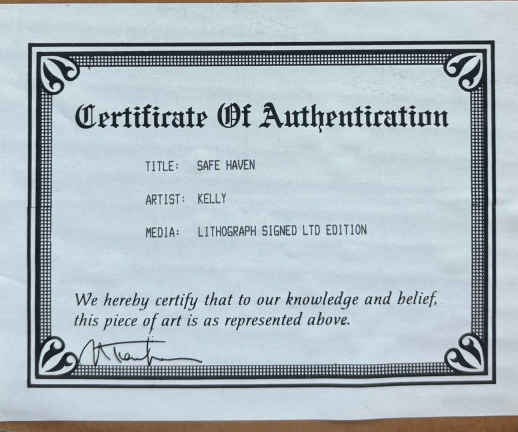 Certificate Of Authentication
TITLE: SAFE HAVEN
ARTIST: KELLY
MEDIA: LITHOGRAPH SIGNED LTD EDITION
We hereby certify that to our knowledge and belief,
this piece of art is as represented above.